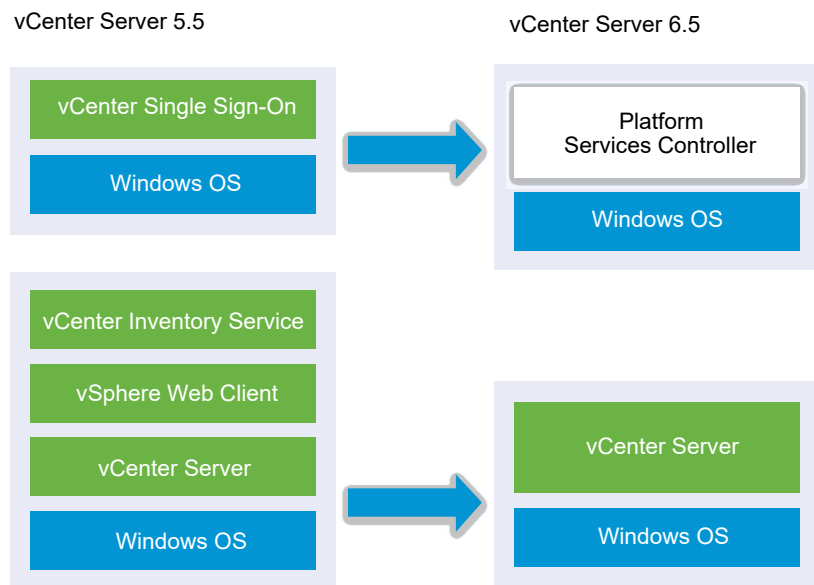 vCenter Server 5.5
vCenter Server 6.5
vCenter Single Sign-On
Windows OS
Platform
Services Controller
Windows OS
vCenter Inventory Service
vSphere Web Client
vCenter Server
Windows OS
vCenter Server
Windows OS